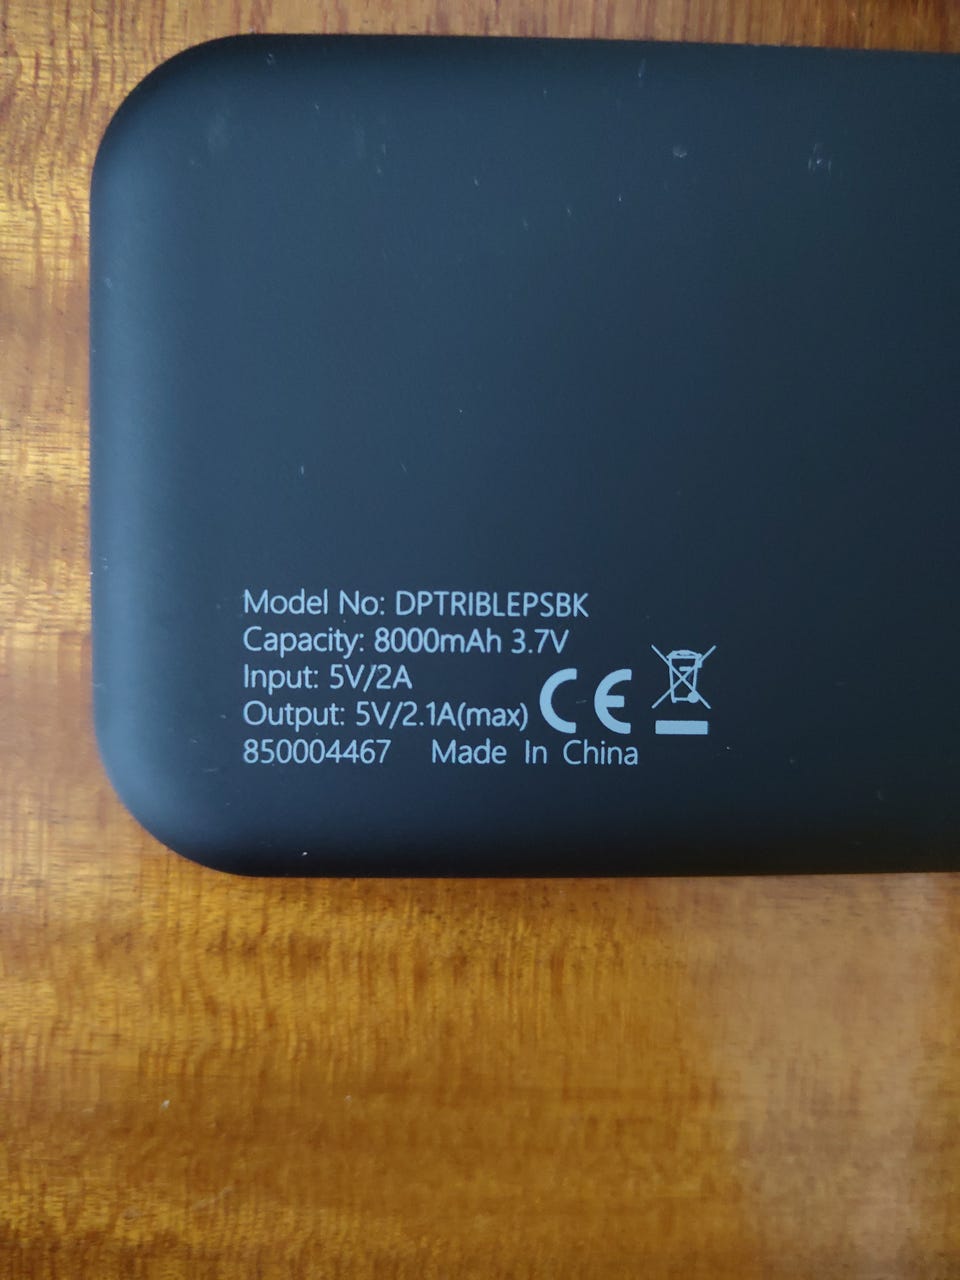 Model No: DPTRIBLEPSBK
Capacity: 8000mAh 3.7V
Input: 5V/2A
Output: 5V/2.1A(max) CE
850004467 Made In China